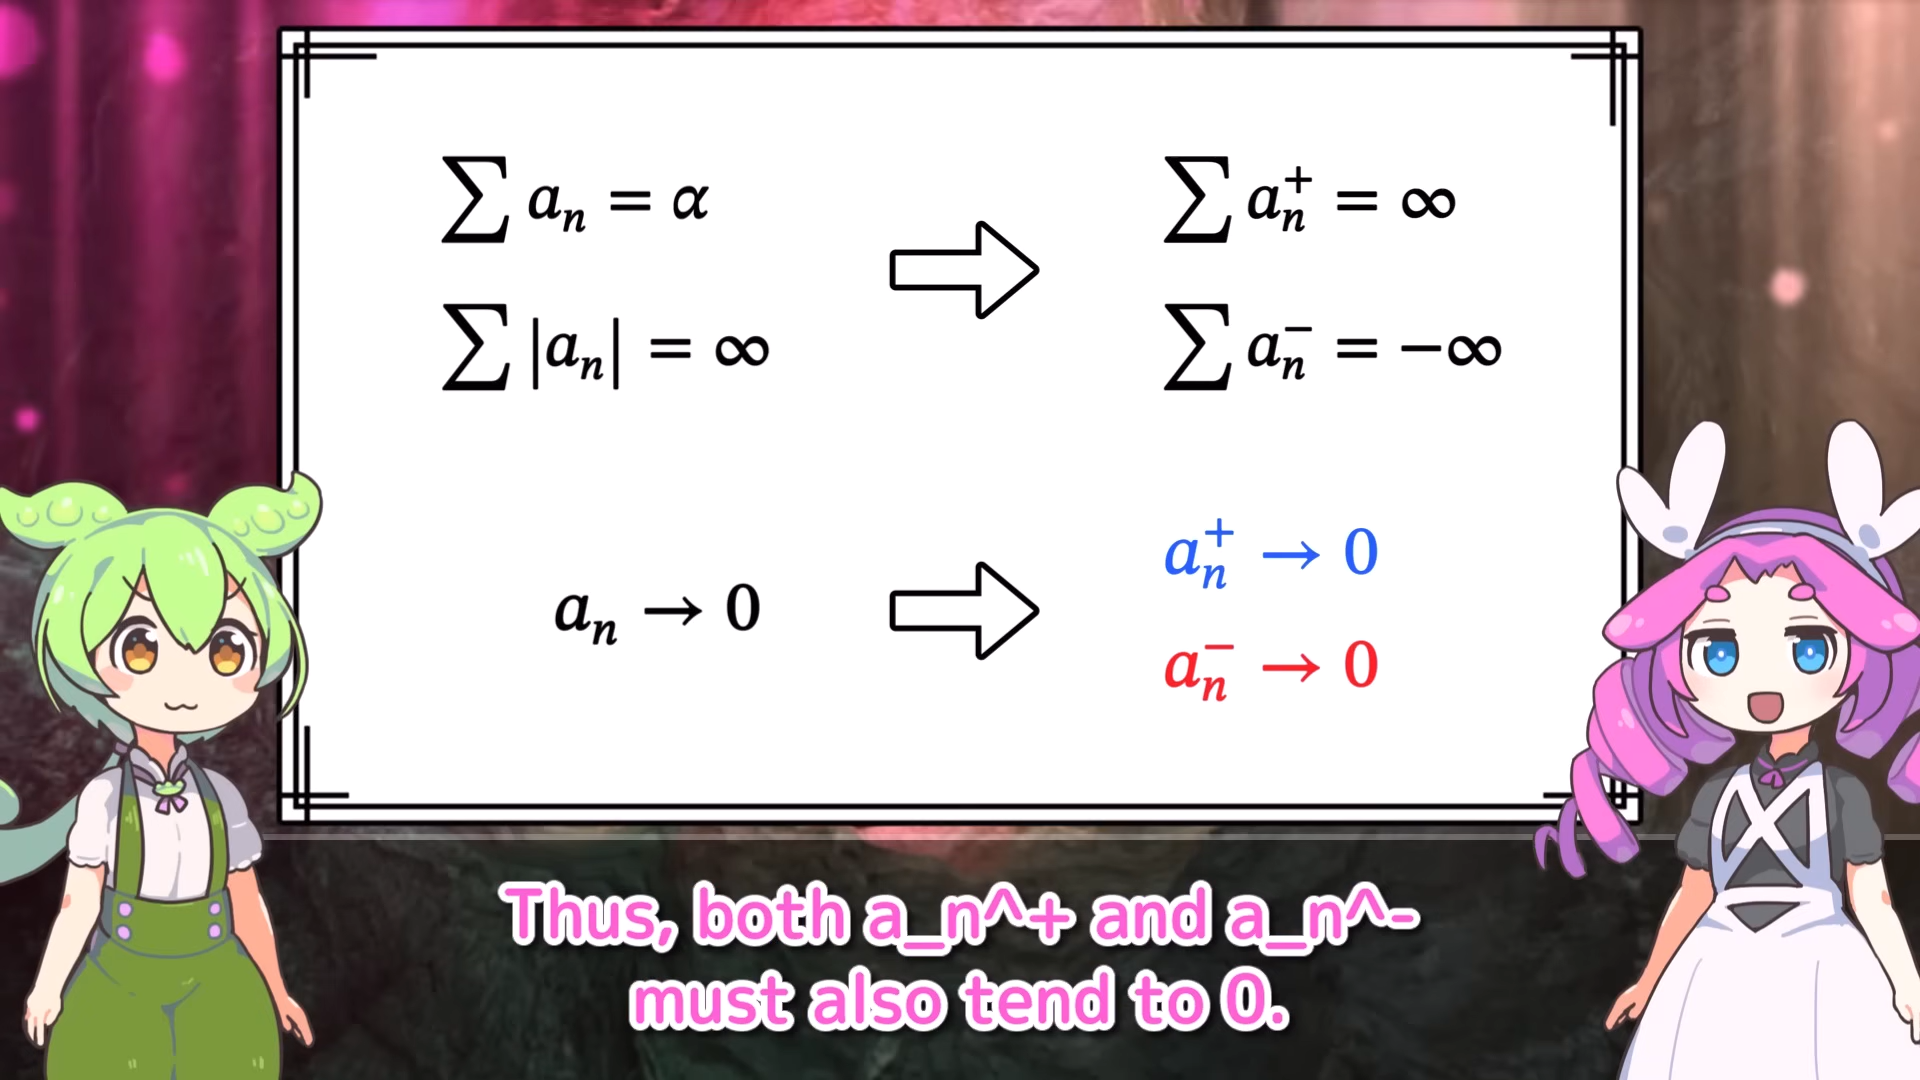 ∑ aₙ = α
∑ |aₙ| = ∞
∑ aₙ⁺ = ∞
∑ aₙ⁻ = −∞
aₙ → 0
aₙ⁺ → 0
aₙ⁻ → 0
Thus, both a_n^+ and a_n^-
must also tend to 0.